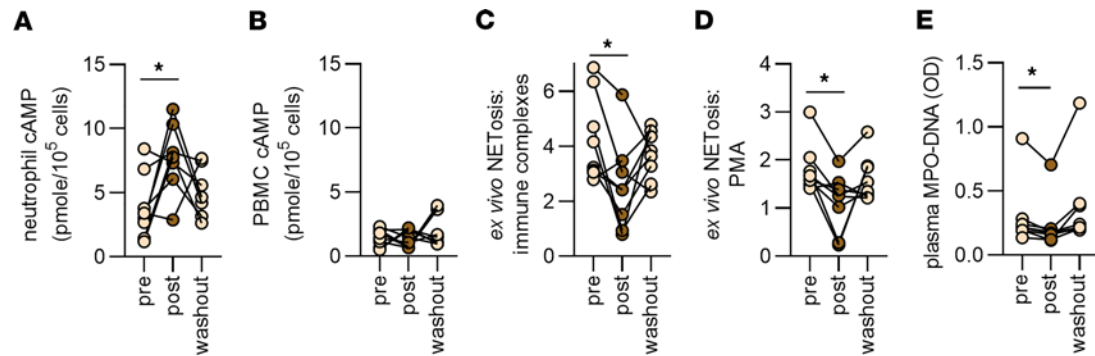 A
neutrophil cAMP
(pmole/10⁵ cells)
15
10
5
0
*
pre
post
washout
B
PBMC cAMP
(pmole/10⁵ cells)
15
10
5
0
pre
post
washout
C
ex vivo NETosis:
immune complexes
6
4
2
0
*
pre
post
washout
D
ex vivo NETosis:
PMA
4
3
2
1
0
*
pre
post
washout
E
plasma MPO-DNA (OD)
1.5
1.0
0.5
0.0
*
pre
post
washout